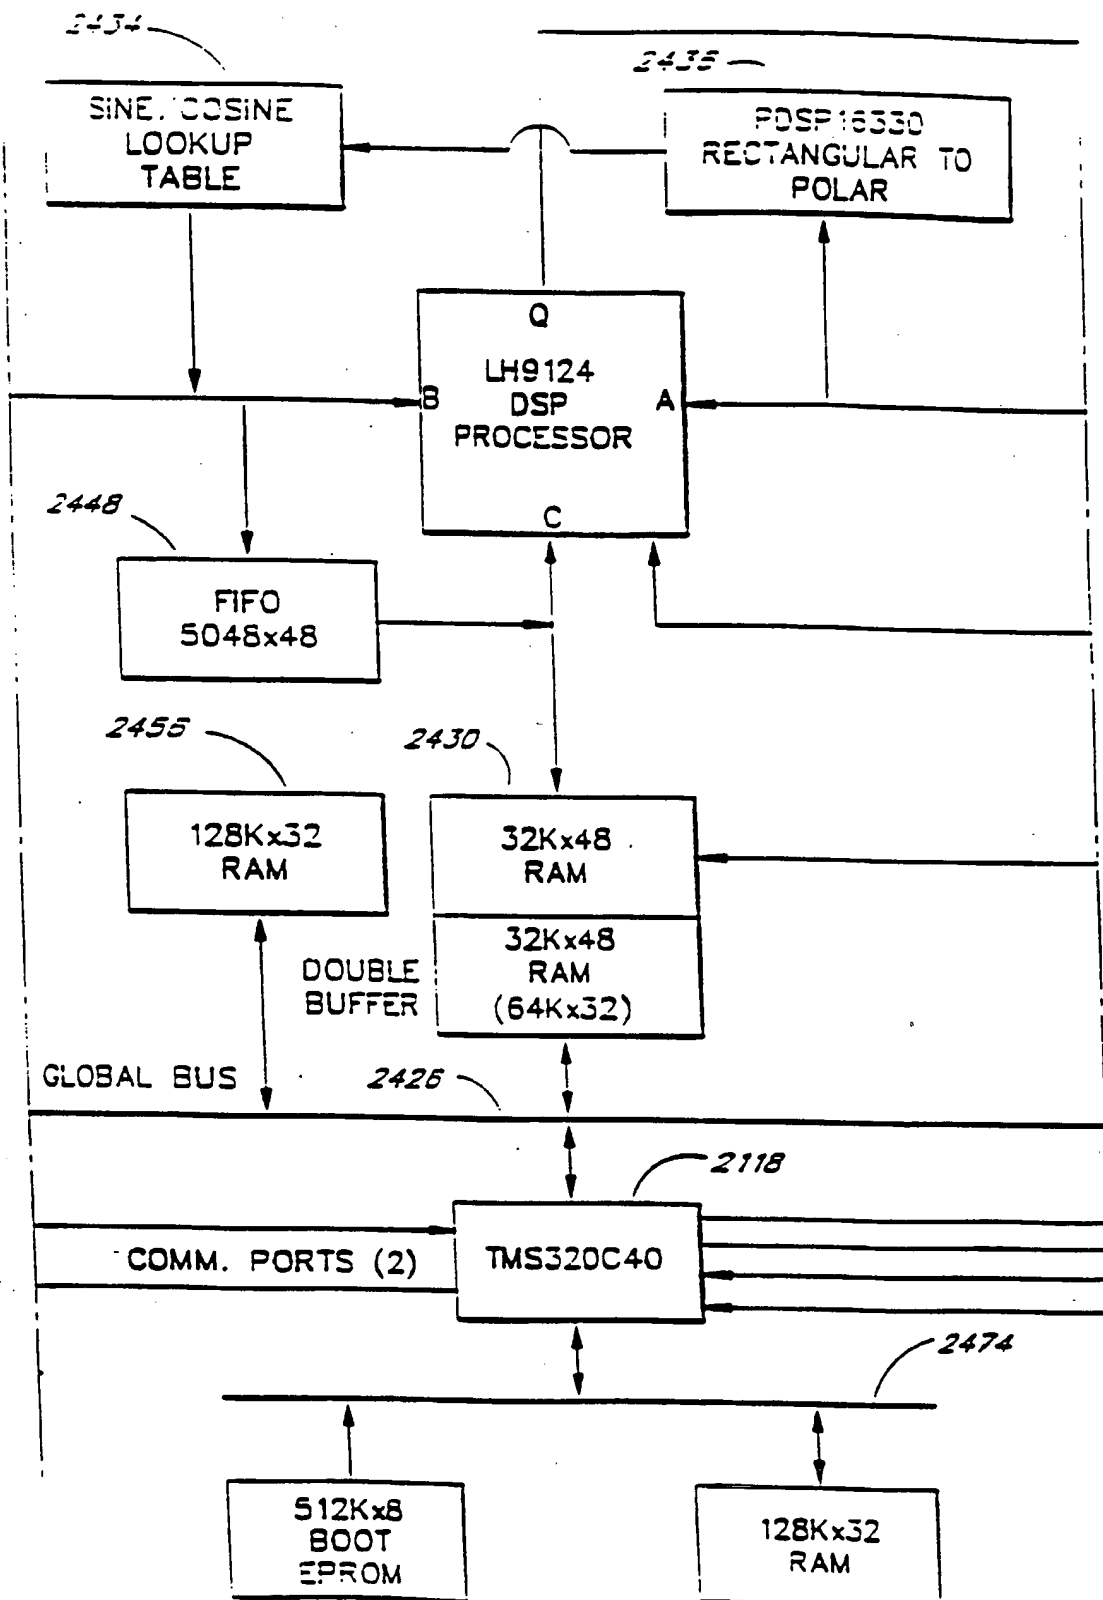 2434
2436
SINE/COSINE
LOOKUP
TABLE
PDSP16330
RECTANGULAR TO
POLAR
Q
LH9124
DSP
PROCESSOR
B
A
C
2448
FIFO
5048x48
2456
2430
128Kx32
RAM
32Kx48
RAM
32Kx48
RAM
(64Kx32)
DOUBLE
BUFFER
GLOBAL BUS
2426
2118
COMM. PORTS (2)
TMS320C40
2474
512Kx8
BOOT
EPROM
128Kx32
RAM